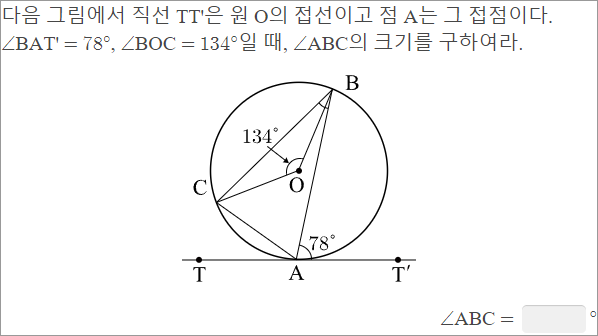 다음 그림에서 직선 TT'은 원 O의 접선이고 점 A는 그 접점이다.
∠BAT' = 78°, ∠BOC = 134°일 때, ∠ABC의 크기를 구하여라.
B
134°
C
O
78°
T
A
T′
∠ABC = °